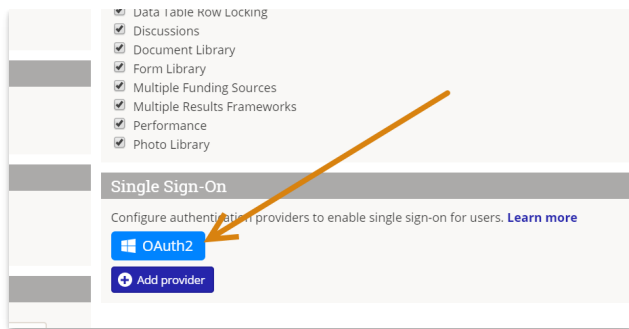 Data Table Row Locking
Discussions
Document Library
Form Library
Multiple Funding Sources
Multiple Results Frameworks
Performance
Photo Library
Single Sign-On
Configure authentication providers to enable single sign-on for users. Learn more
OAuth2
Add provider